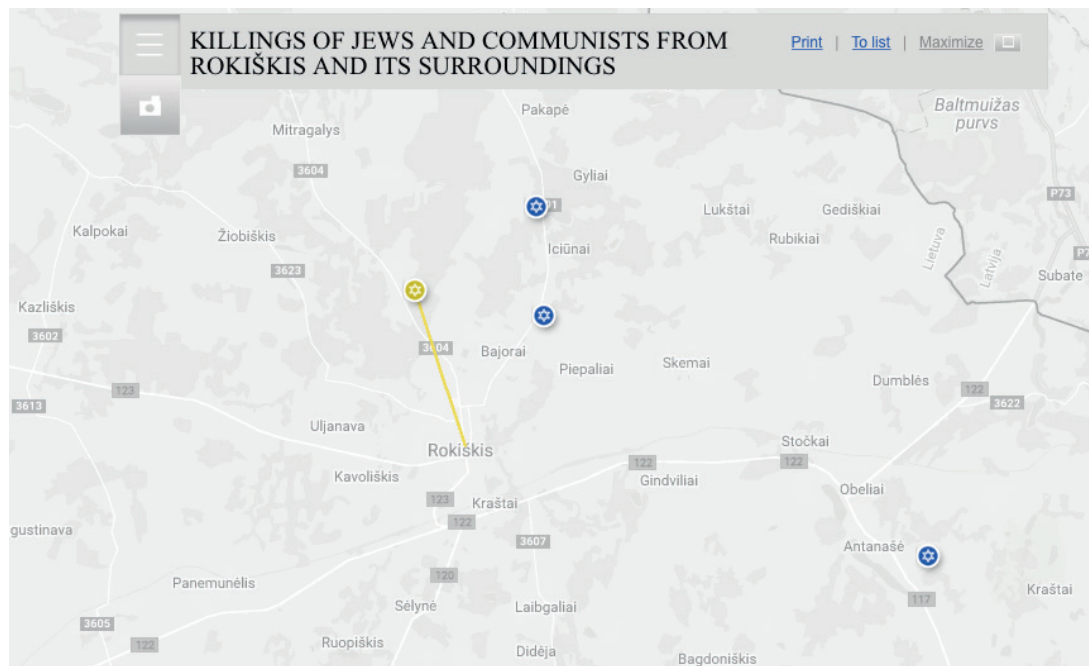 KILLINGS OF JEWS AND COMMUNISTS FROM
ROKIŠKIS AND ITS SURROUNDINGS
Print | To list | Maximize
Pakapė
Baltmuižas
purvs
Mitragalys
3604
Gyliai
P73
Lukštai
Gediškiai
Kalpokai
Žiobiškis
Rubikiai
Iciūnai
Lietuva
Latvija
3623
Subate
Kazliškis
3602
3604
Bajorai
Piepaliai
Skemai
Dumblės
123
122
3622
3613
Uljanava
Rokiškis
Stočkai
122
122
Kavoliškis
Gindviliai
Obeliai
123
Kraštai
122
gustinava
3607
Antanašė
Panemunėlis
120
Kraštai
117
Sėlynė
Laibgaliai
3605
122
Ruopiškis
Didėja
Bagdoniškis